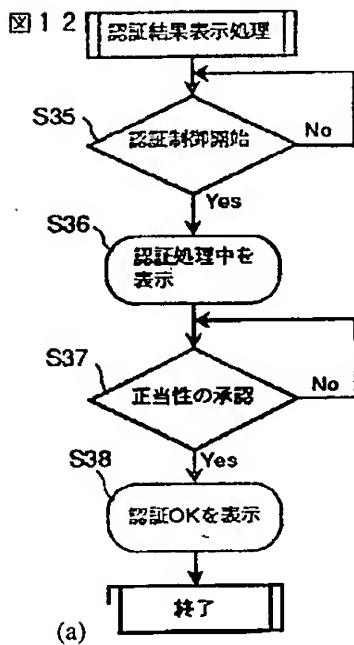 図12
認証結果表示処理
S35
認証制御開始
No
Yes
S36
認証処理中を
表示
S37
正当性の承認
No
Yes
S38
認証OKを表示
終了
(a)